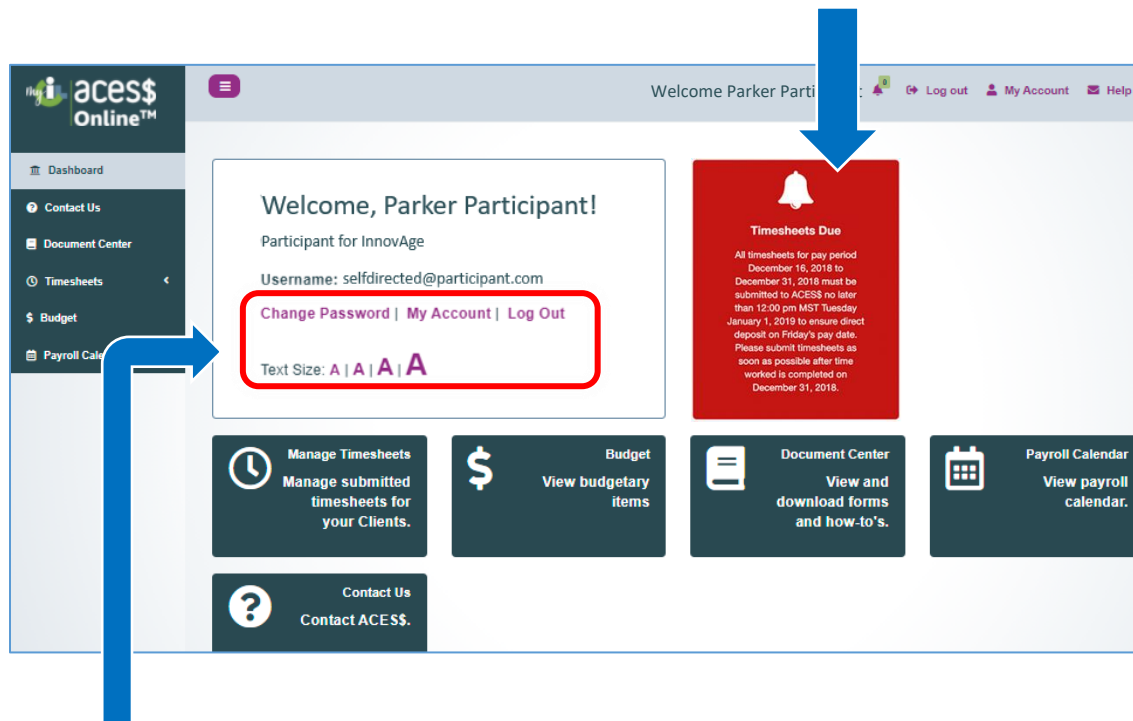 my i aces$
Online™
Welcome Parker Parti
0
Log out
My Account
Help
Dashboard
Contact Us
Document Center
Timesheets
$ Budget
Payroll Cale
Welcome, Parker Participant!
Participant for InnovAge
Username: selfdirected@participant.com
Change Password | My Account | Log Out
Text Size: A | A | A | A
Timesheets Due
All timesheets for pay period
December 16, 2018 to
December 31, 2018 must be
submitted to ACES$ no later
than 12:00 pm MST Tuesday
January 1, 2019 to ensure direct
deposit on Friday's pay date.
Please submit timesheets as
soon as possible after time
worked is completed on
December 31, 2018.
Manage Timesheets
Manage submitted
timesheets for
your Clients.
$
Budget
View budgetary
items
Document Center
View and
download forms
and how-to's.
Payroll Calendar
View payroll
calendar.
?
Contact Us
Contact ACES$.